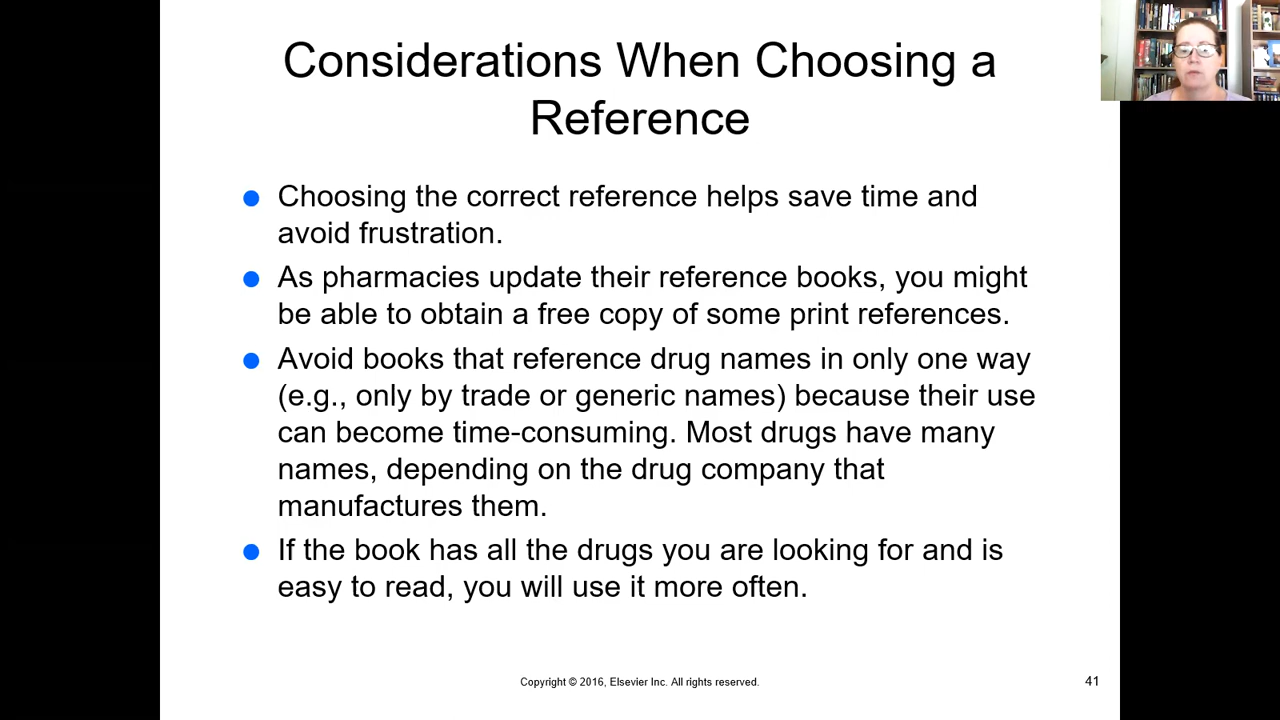 Considerations When Choosing a
Reference
Choosing the correct reference helps save time and
avoid frustration.
As pharmacies update their reference books, you might
be able to obtain a free copy of some print references.
Avoid books that reference drug names in only one way
(e.g., only by trade or generic names) because their use
can become time-consuming. Most drugs have many
names, depending on the drug company that
manufactures them.
If the book has all the drugs you are looking for and is
easy to read, you will use it more often.
Copyright © 2016, Elsevier Inc. All rights reserved.
41